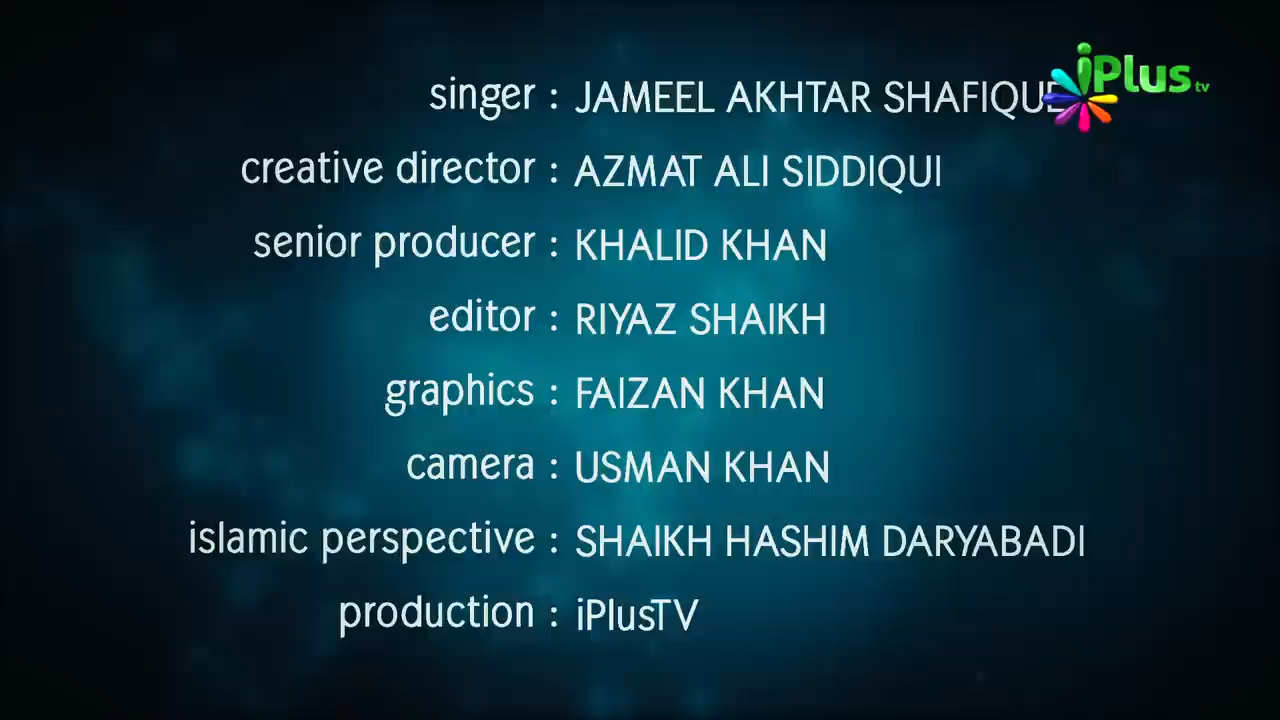 singer : JAMEEL AKHTAR SHAFIQUE
creative director : AZMAT ALI SIDDIQUI
senior producer : KHALID KHAN
editor : RIYAZ SHAIKH
graphics : FAIZAN KHAN
camera : USMAN KHAN
islamic perspective : SHAIKH HASHIM DARYABADI
production : iPlusTV
iPlus tv